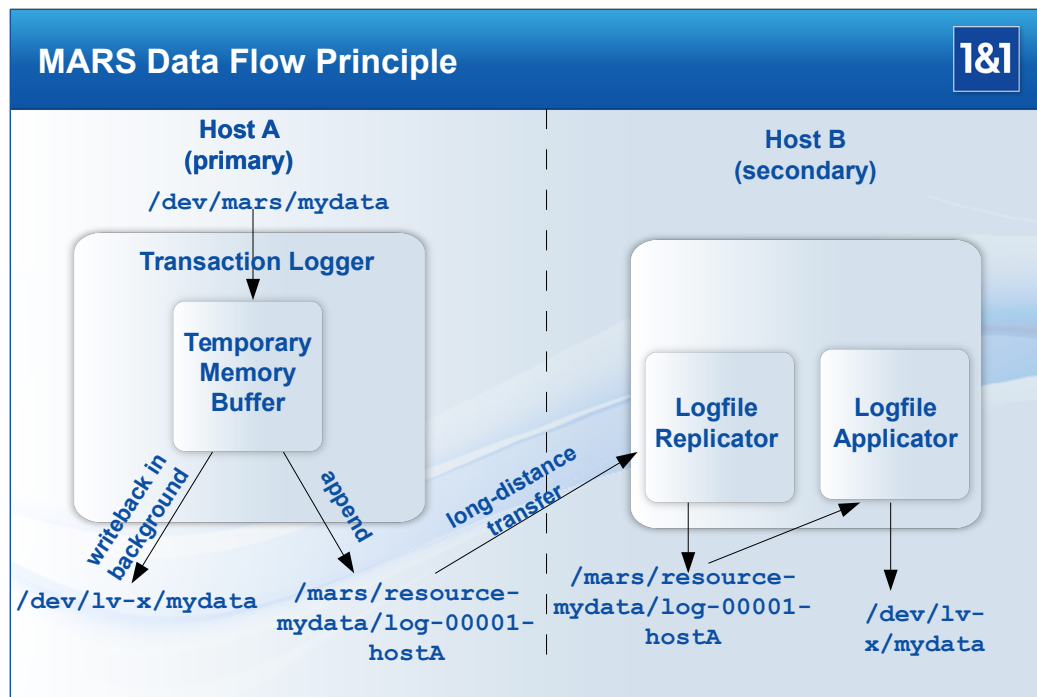 MARS Data Flow Principle
1&1
Host A
(primary)
/dev/mars/mydata
Transaction Logger
Temporary
Memory
Buffer
writeback in
background
append
/dev/lv-x/mydata
/mars/resource-
mydata/log-00001-
hostA
long-distance
transfer
Host B
(secondary)
Logfile
Replicator
Logfile
Applicator
/mars/resource-
mydata/log-00001-
hostA
/dev/lv-
x/mydata